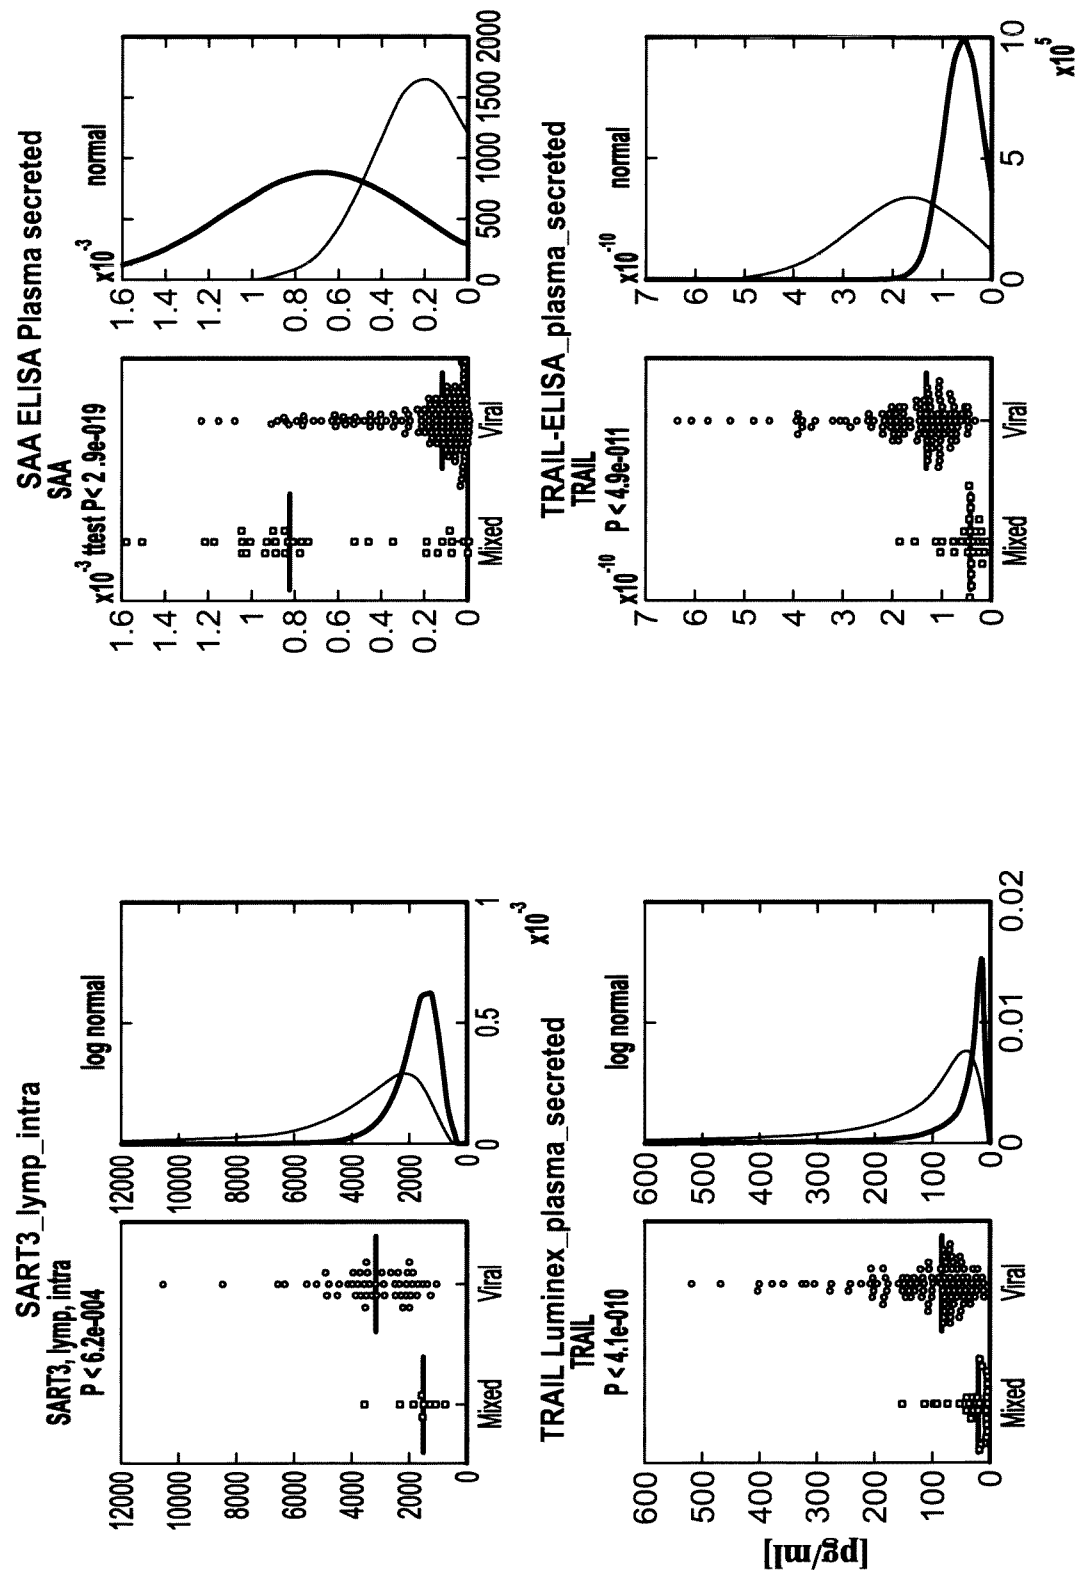 SART3_lymp_intra
SART3, lymp, intra
P < 6.2e-004
log normal
12000
10000
8000
6000
4000
2000
0
Mixed
Viral
12000
10000
8000
6000
4000
2000
0
0
0.5
1
x10-3
SAA ELISA Plasma secreted
SAA
x10-3 ttest P< 2.9e-019
x10-3
normal
1.6
1.4
1.2
1
0.8
0.6
0.4
0.2
0
Mixed
Viral
1.6
1.4
1.2
1
0.8
0.6
0.4
0.2
0
0
500
1000
1500
2000
TRAIL Luminex_plasma_secreted
TRAIL
P < 4.1e-010
log normal
[pg/ml]
600
500
400
300
200
100
0
Mixed
Viral
600
500
400
300
200
100
0
0
0.01
0.02
TRAIL-ELISA_plasma_secreted
TRAIL
x10-10 P < 4.9e-011
x10-10
normal
7
6
5
4
3
2
1
0
Mixed
Viral
7
6
5
4
3
2
1
0
0
5
10
x105